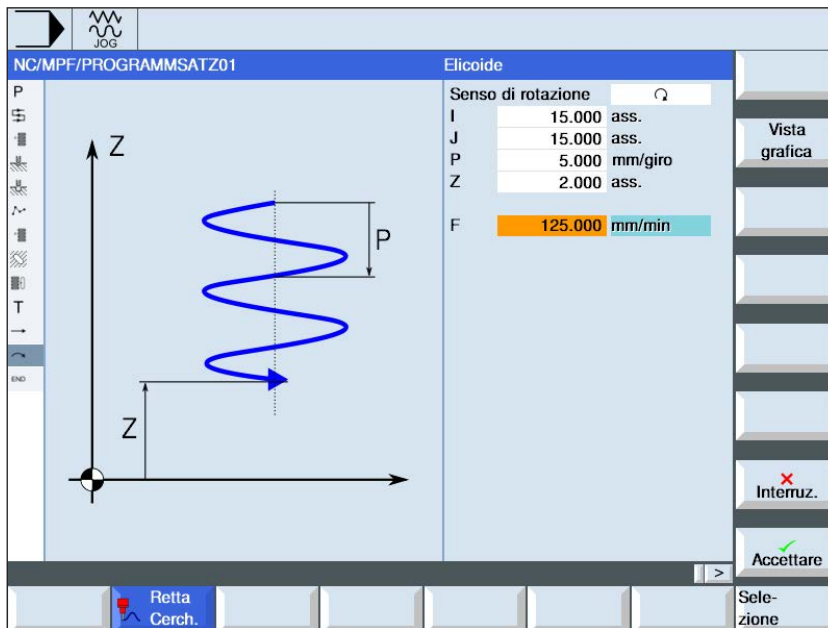 JOG
NC/MPF/PROGRAMMSATZ01
Elicoide
P
T
END
Z
P
Z
Senso di rotazione
I 15.000 ass.
J 15.000 ass.
P 5.000 mm/giro
Z 2.000 ass.
F 125.000 mm/min
Vista
grafica
Interruz.
Accettare
>
Retta
Cerch.
Sele-
zione